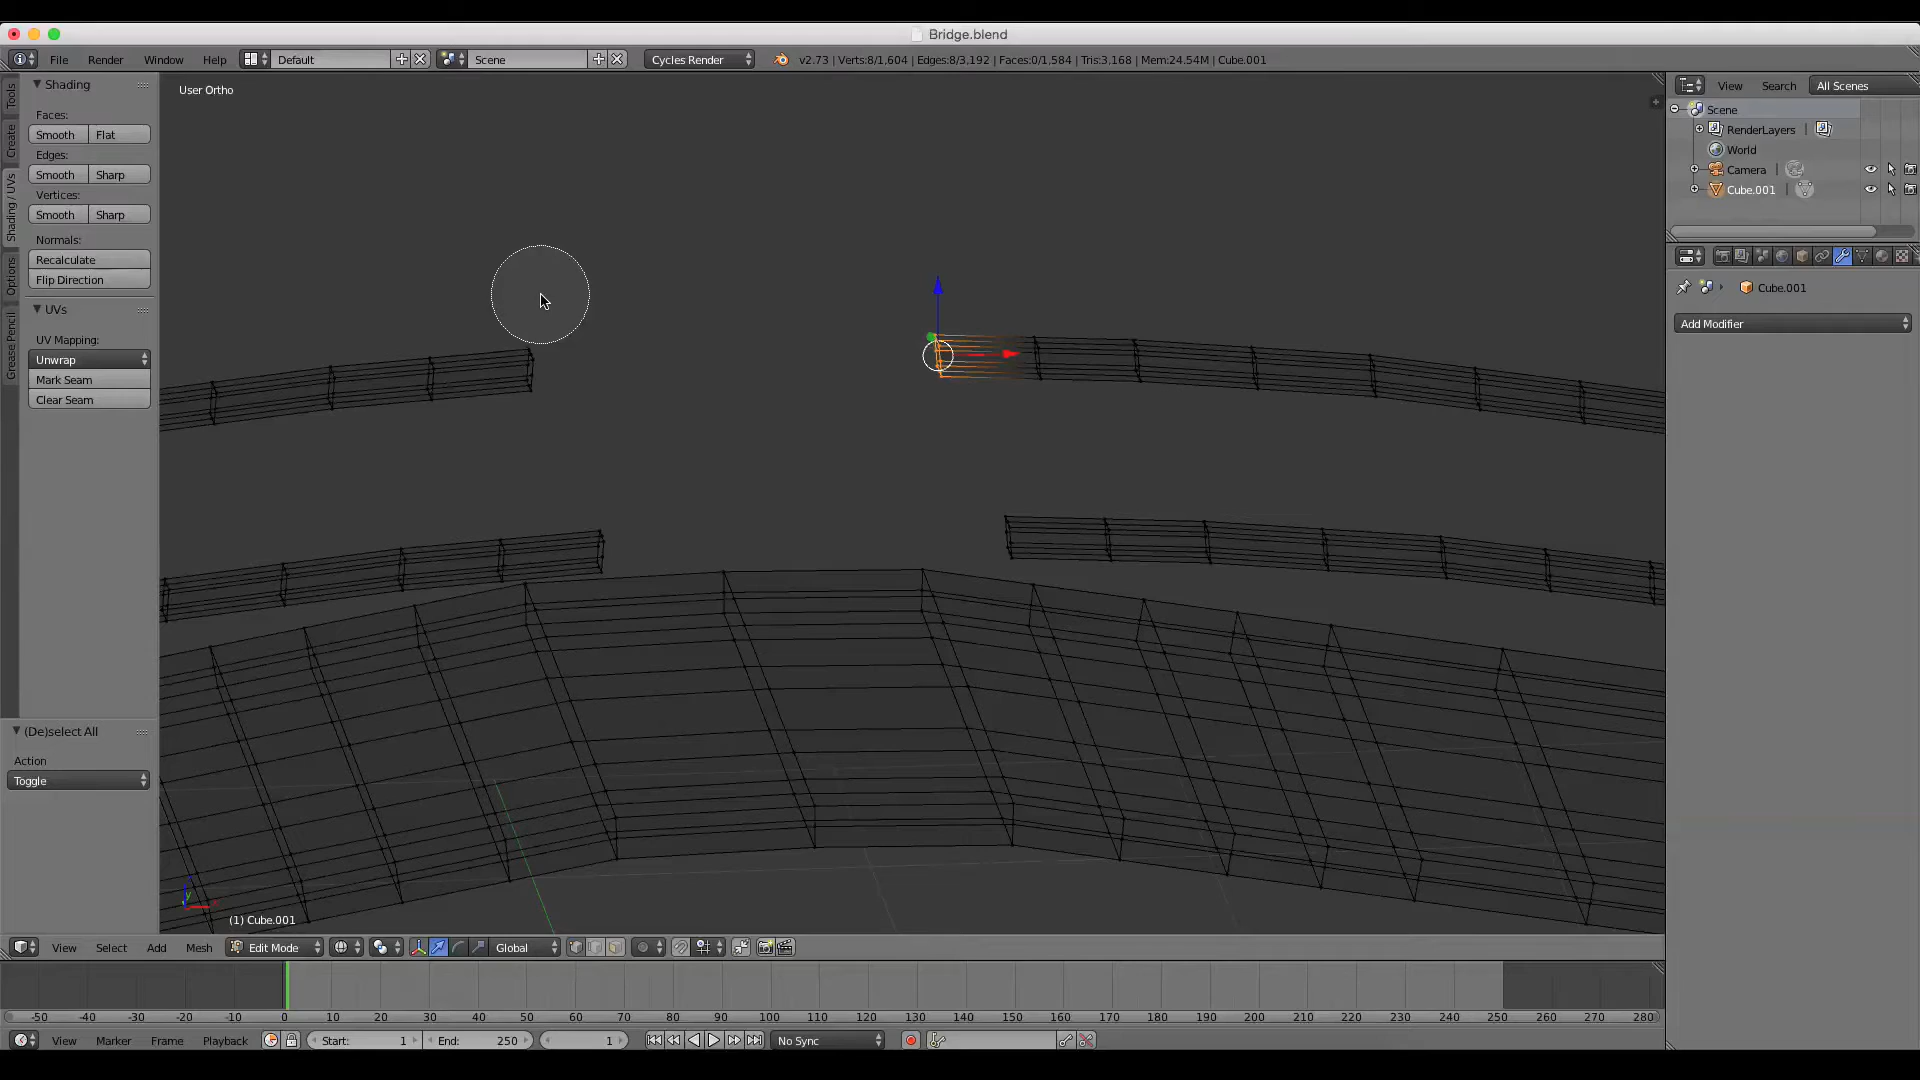 Bridge.blend
File Render Window Help Default Scene Cycles Render v2.73 | Verts:8/1,604 | Edges:8/3,192 | Faces:0/1,584 | Tris:3,168 | Mem:24.54M | Cube.001
Tools
Create
Shading / UVs
Options
Grease Pencil
Shading
Faces:
Smooth Flat
Edges:
Smooth Sharp
Vertices:
Smooth Sharp
Normals:
Recalculate
Flip Direction
UVs
UV Mapping:
Unwrap
Mark Seam
Clear Seam
(De)select All
Action
Toggle
User Ortho
(1) Cube.001
View Search All Scenes
Scene
RenderLayers
World
Camera
Cube.001
Cube.001
Add Modifier
View Select Add Mesh Edit Mode Global
-50 -40 -30 -20 -10 0 10 20 30 40 50 60 70 80 90 100 110 120 130 140 150 160 170 180 190 200 210 220 230 240 250 260 270 280
View Marker Frame Playback Start: 1 End: 250 1 No Sync